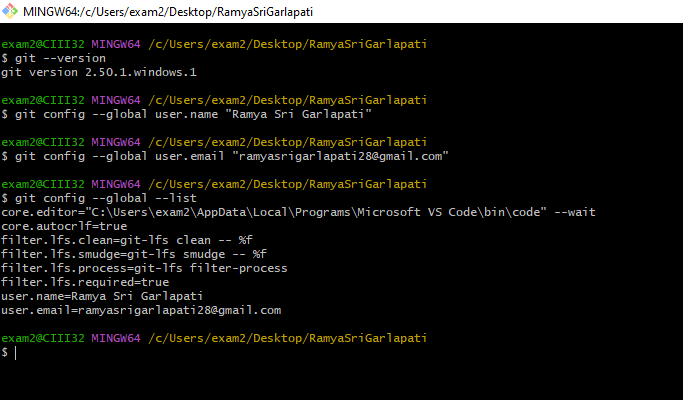 MINGW64:/c/Users/exam2/Desktop/RamyaSriGarlapati
exam2@CIII32 MINGW64 /c/Users/exam2/Desktop/RamyaSriGarlapati
$ git --version
git version 2.50.1.windows.1
exam2@CIII32 MINGW64 /c/Users/exam2/Desktop/RamyaSriGarlapati
$ git config --global user.name "Ramya Sri Garlapati"
exam2@CIII32 MINGW64 /c/Users/exam2/Desktop/RamyaSriGarlapati
$ git config --global user.email "ramyasrigarlapati28@gmail.com"
exam2@CIII32 MINGW64 /c/Users/exam2/Desktop/RamyaSriGarlapati
$ git config --global --list
core.editor="C:\Users\exam2\AppData\Local\Programs\Microsoft VS Code\bin\code" --wait
core.autocrlf=true
filter.lfs.clean=git-lfs clean -- %f
filter.lfs.smudge=git-lfs smudge -- %f
filter.lfs.process=git-lfs filter-process
filter.lfs.required=true
user.name=Ramya Sri Garlapati
user.email=ramyasrigarlapati28@gmail.com
exam2@CIII32 MINGW64 /c/Users/exam2/Desktop/RamyaSriGarlapati
$